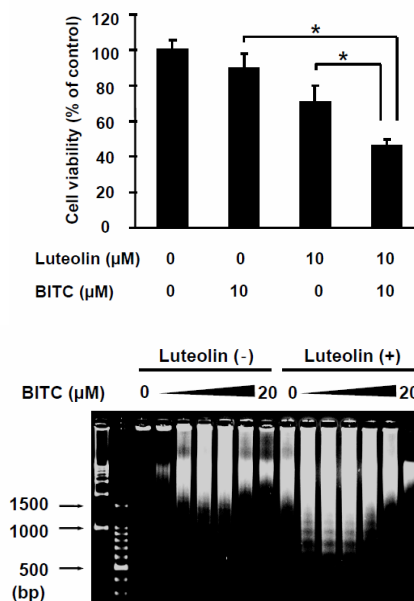 Cell viability (% of control)
120
100
80
60
40
20
0
*
*
Luteolin (µM) 0 0 10 10
BITC (µM) 0 10 0 10
Luteolin (-) Luteolin (+)
BITC (µM) 0 20 0 20
1500
1000
500
(bp)